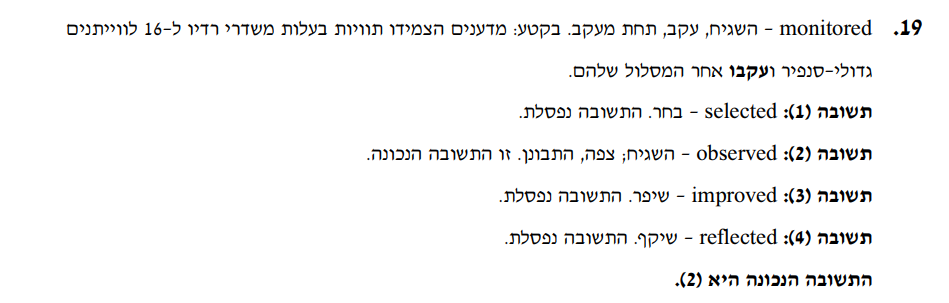 19. monitored – השגיח, עקב, תחת מעקב. בקטע: מדענים הצמידו תוויות בעלות משדרי רדיו ל-16 לווייתנים
גדולי-סנפיר ועקבו אחר המסלול שלהם.
תשובה (1): selected – בחר. התשובה נפסלת.
תשובה (2): observed – השגיח; צפה, התבונן. זו התשובה הנכונה.
תשובה (3): improved – שיפר. התשובה נפסלת.
תשובה (4): reflected – שיקף. התשובה נפסלת.
התשובה הנכונה היא (2).